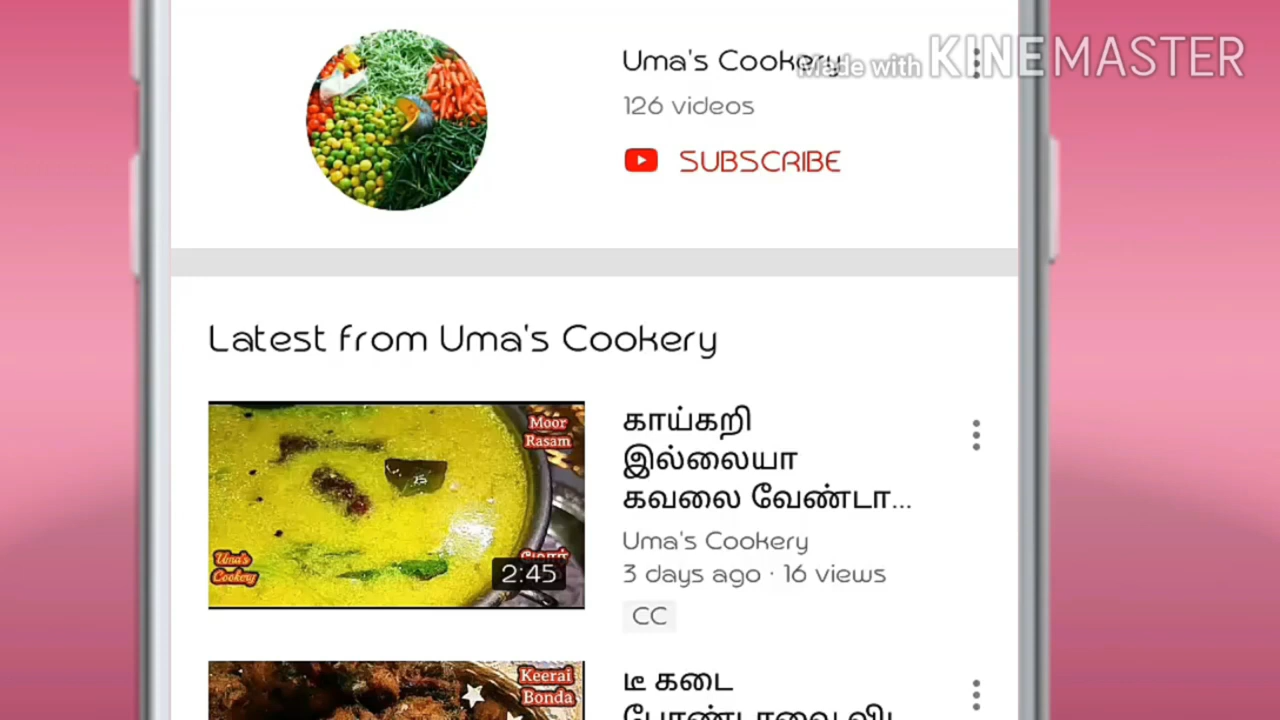 Uma's Cookery
Made with KINEMASTER
126 videos
SUBSCRIBE
Latest from Uma's Cookery
Moor
Rasam
Uma's
Cookery
மோர்
2:45
காய்கறி
இல்லையா
கவலை வேண்டா...
Uma's Cookery
3 days ago · 16 views
CC
Keerai
Bonda
டீ கடை